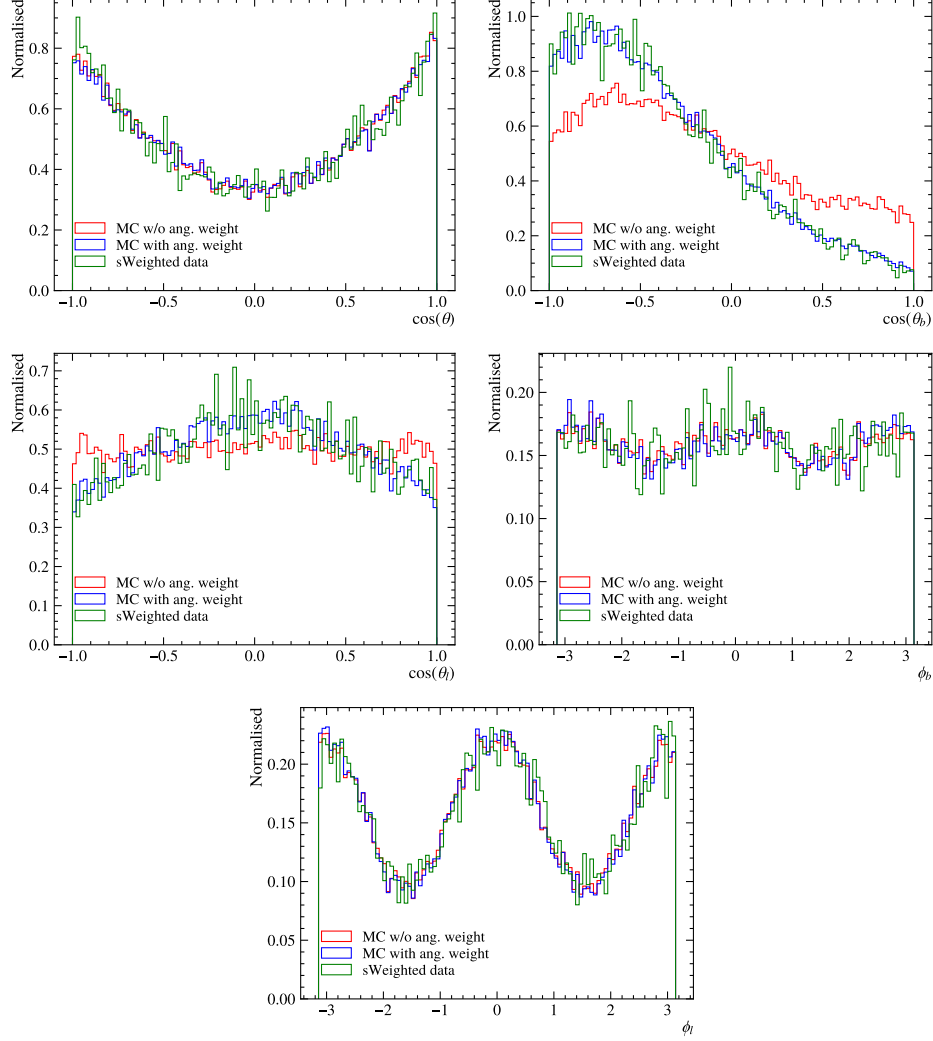 Normalised
0.8
0.6
0.4
0.2
0.0
MC w/o ang. weight
MC with ang. weight
sWeighted data
−1.0 −0.5 0.0 0.5 1.0
cos(θ)
Normalised
1.0
0.8
0.6
0.4
0.2
0.0
MC w/o ang. weight
MC with ang. weight
sWeighted data
−1.0 −0.5 0.0 0.5 1.0
cos(θb)
Normalised
0.7
0.6
0.5
0.4
0.3
0.2
0.1
0.0
MC w/o ang. weight
MC with ang. weight
sWeighted data
−1.0 −0.5 0.0 0.5 1.0
cos(θl)
Normalised
0.20
0.15
0.10
0.05
0.00
MC w/o ang. weight
MC with ang. weight
sWeighted data
−3 −2 −1 0 1 2 3
ϕb
Normalised
0.20
0.15
0.10
0.05
0.00
MC w/o ang. weight
MC with ang. weight
sWeighted data
−3 −2 −1 0 1 2 3
ϕl